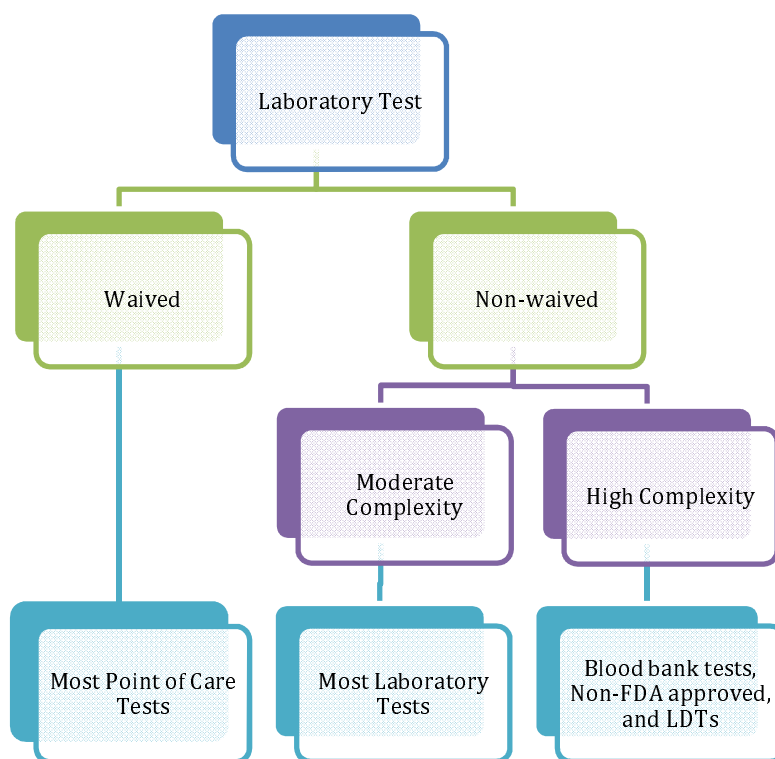 Laboratory Test
Waived
Non-waived
Moderate
Complexity
High Complexity
Most Point of Care
Tests
Most Laboratory
Tests
Blood bank tests,
Non-FDA approved,
and LDTs